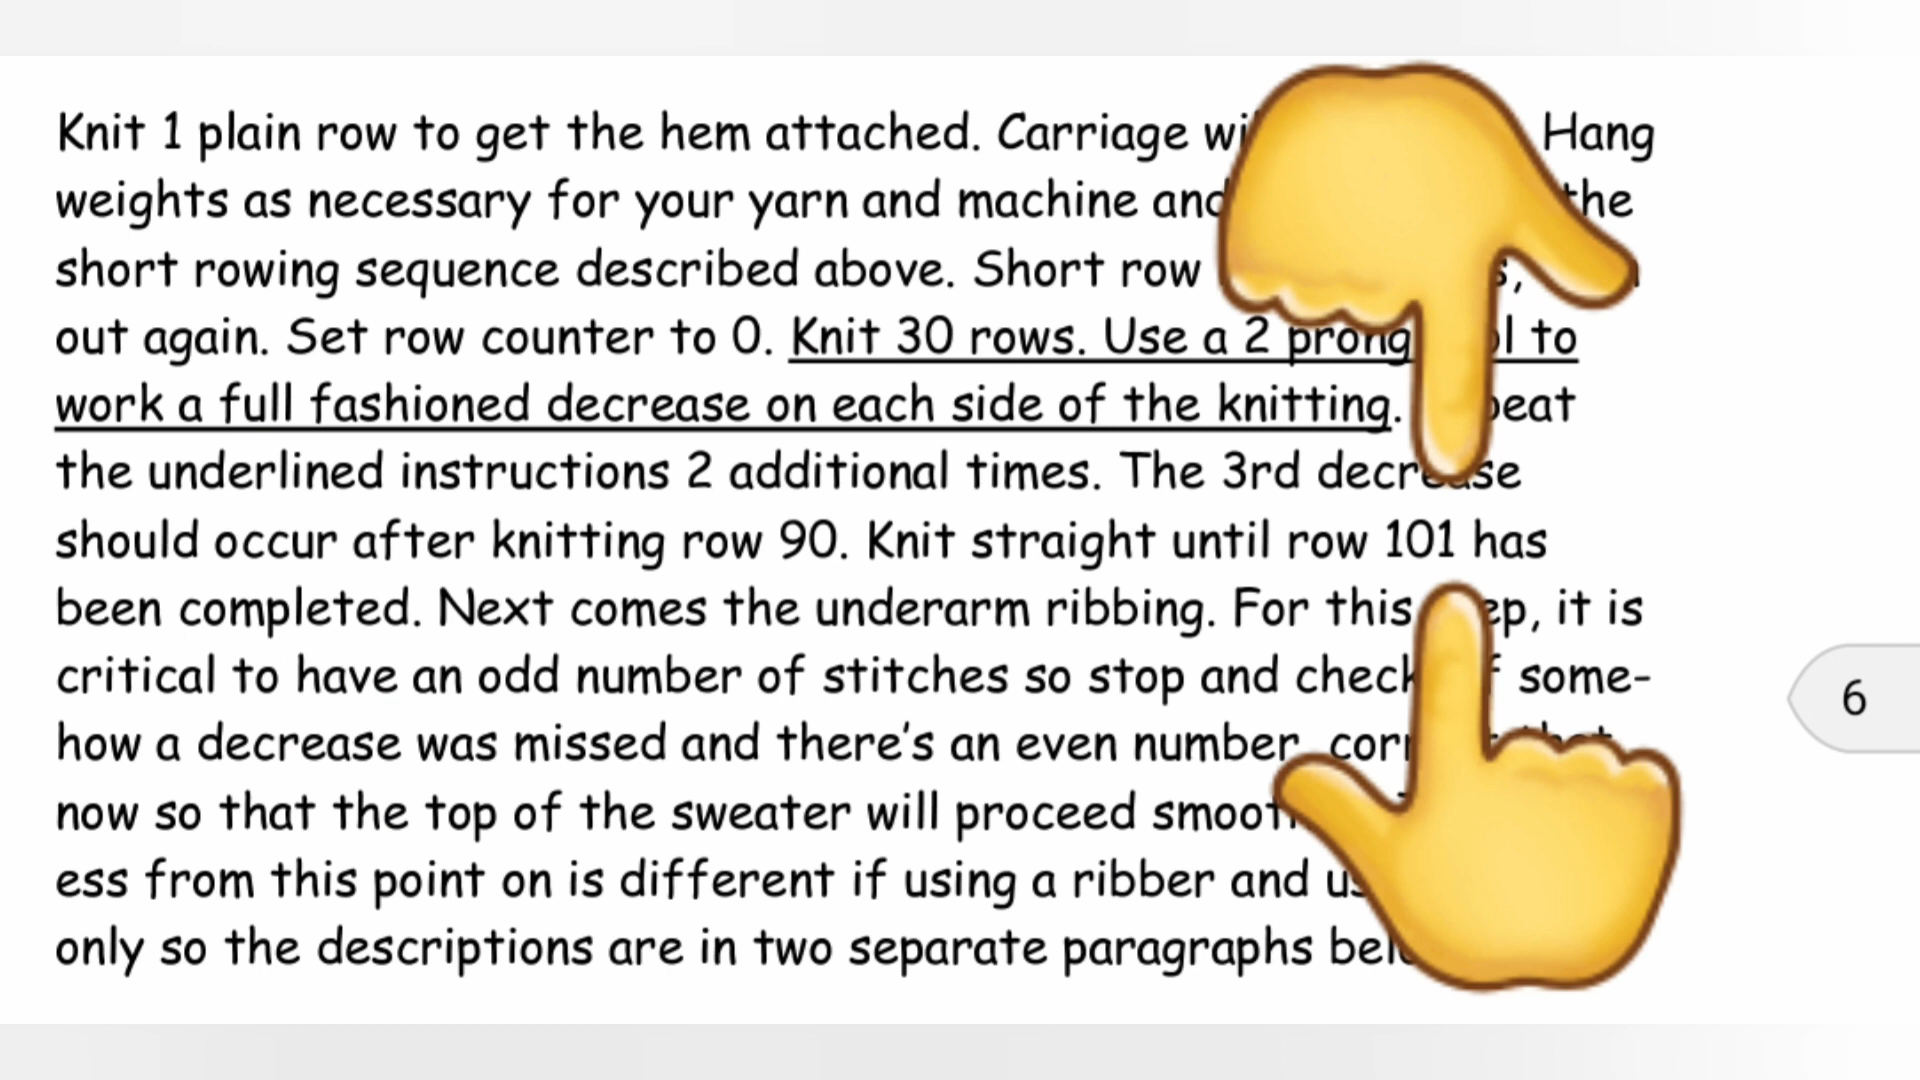 Knit 1 plain row to get the hem attached. Carriage Hang
weights as necessary for your yarn and machine and the
short rowing sequence described above. Short row
out again. Set row counter to 0. Knit 30 rows. Use a 2 prong to
work a full fashioned decrease on each side of the knitting.
the underlined instructions 2 additional times. The 3rd decrease
should occur after knitting row 90. Knit straight until row 101 has
been completed. Next comes the underarm ribbing. For this it is
critical to have an odd number of stitches so stop and check some-
how a decrease was missed and there's an even number,
now so that the top of the sweater will proceed
ess from this point on is different if using a ribber and
only so the descriptions are in two separate paragraphs
6